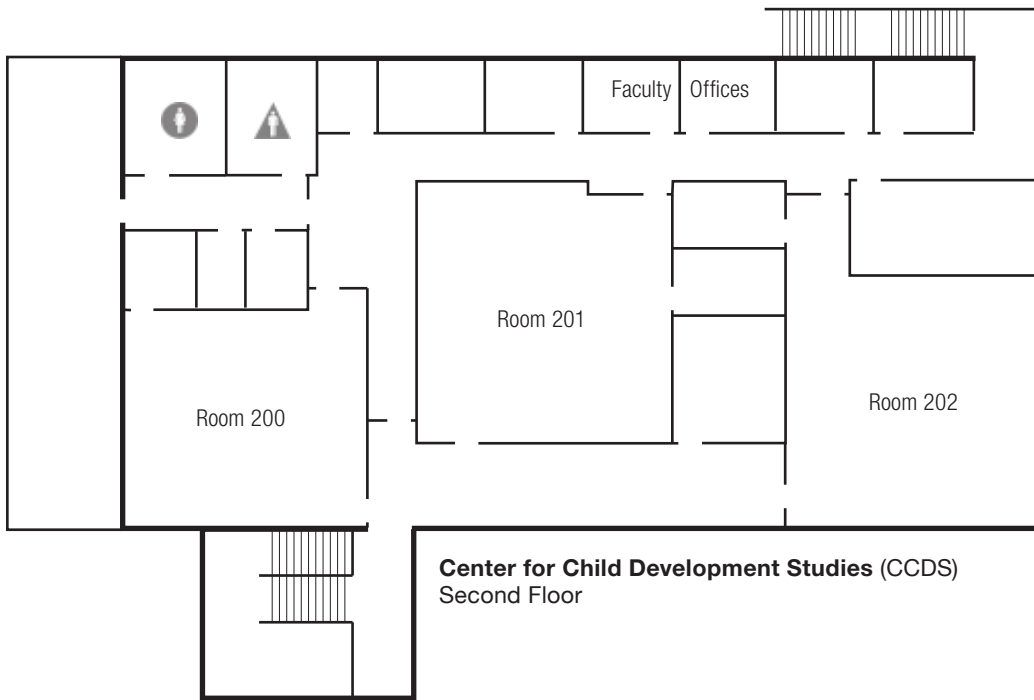 Faculty Offices
Room 201
Room 202
Room 200
Center for Child Development Studies (CCDS)
Second Floor